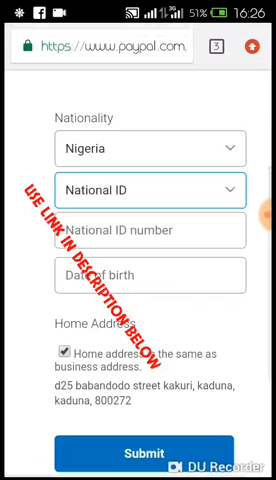 3G 51% 16:26
https://www.paypal.com.
3
Nationality
Nigeria
National ID
National ID number
Date of birth
USE LINK IN DESCRIPTION BELOW
Home Address
Home address is the same as
business address.
d25 babandodo street kakuri, kaduna,
kaduna, 800272
Submit
DU Recorder